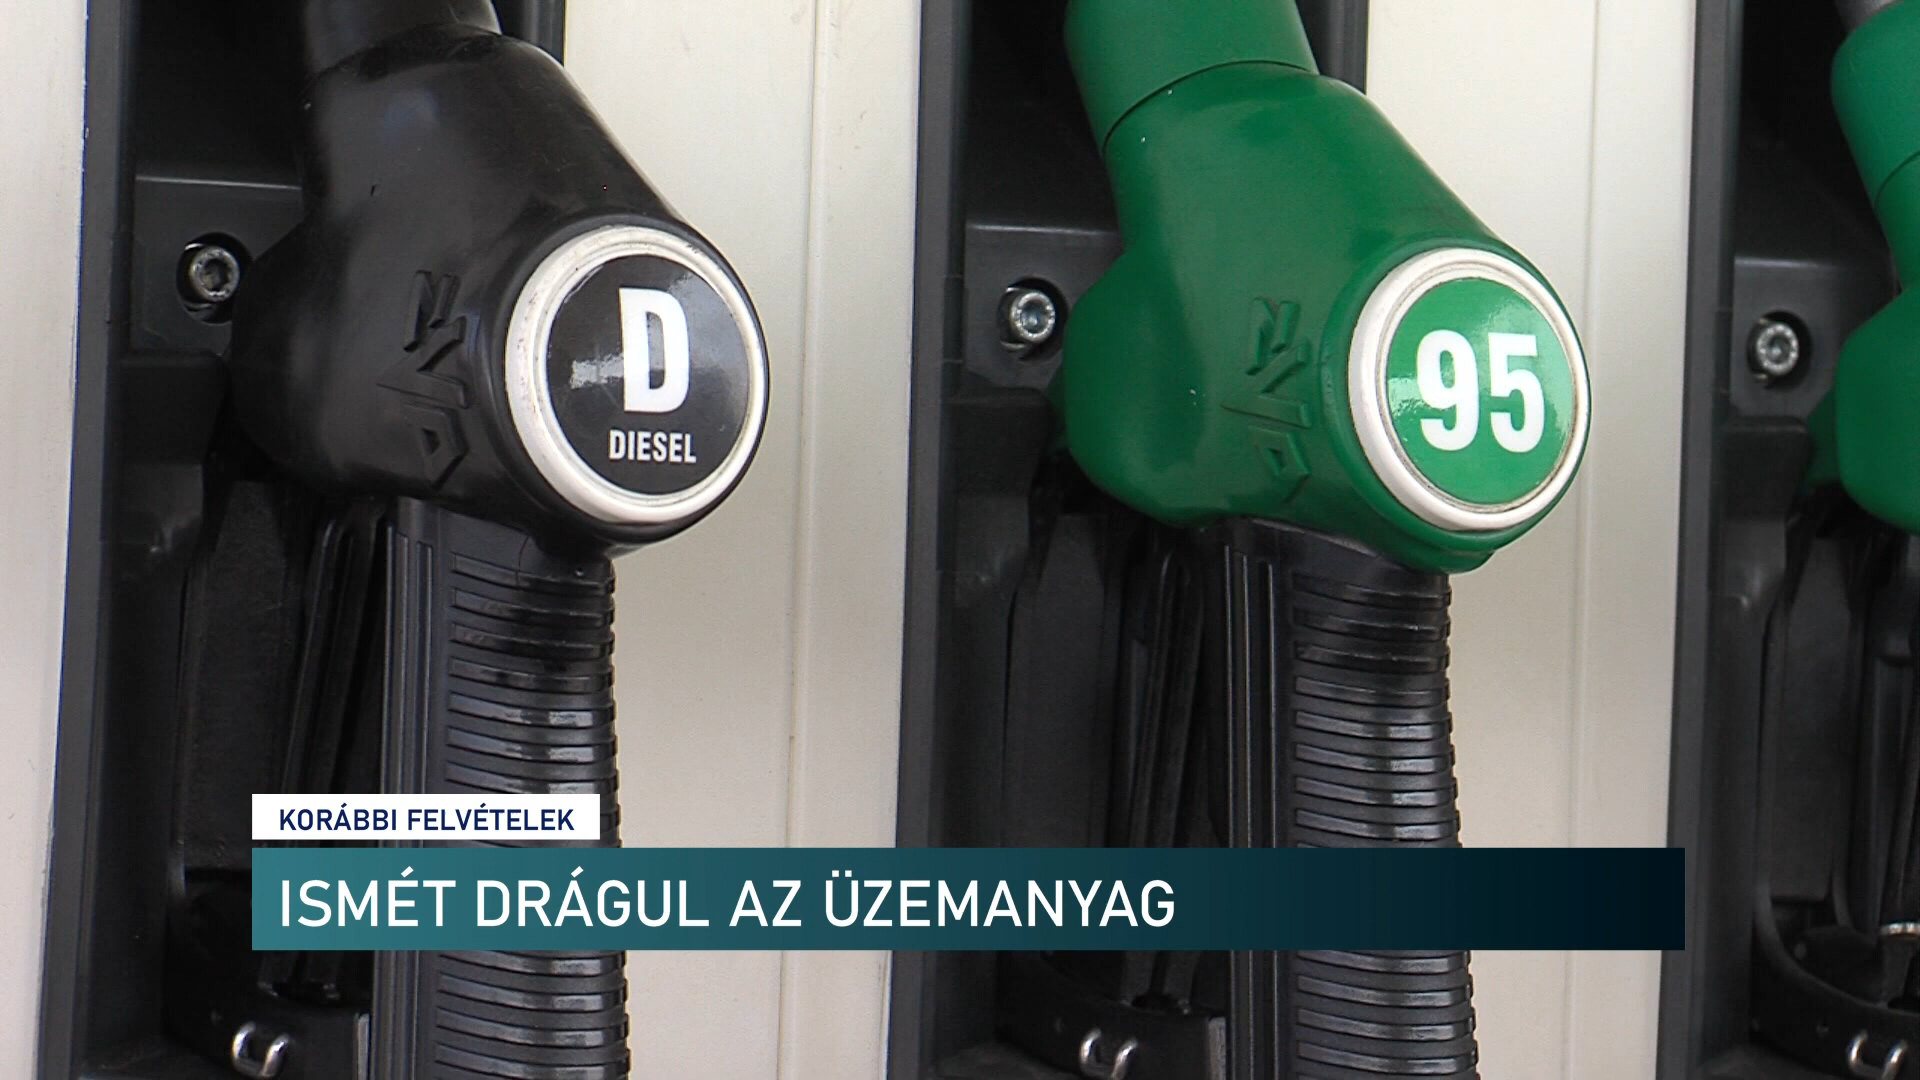 D
DIESEL
95
KORÁBBI FELVÉTELEK
ISMÉT DRÁGUL AZ ÜZEMANYAG